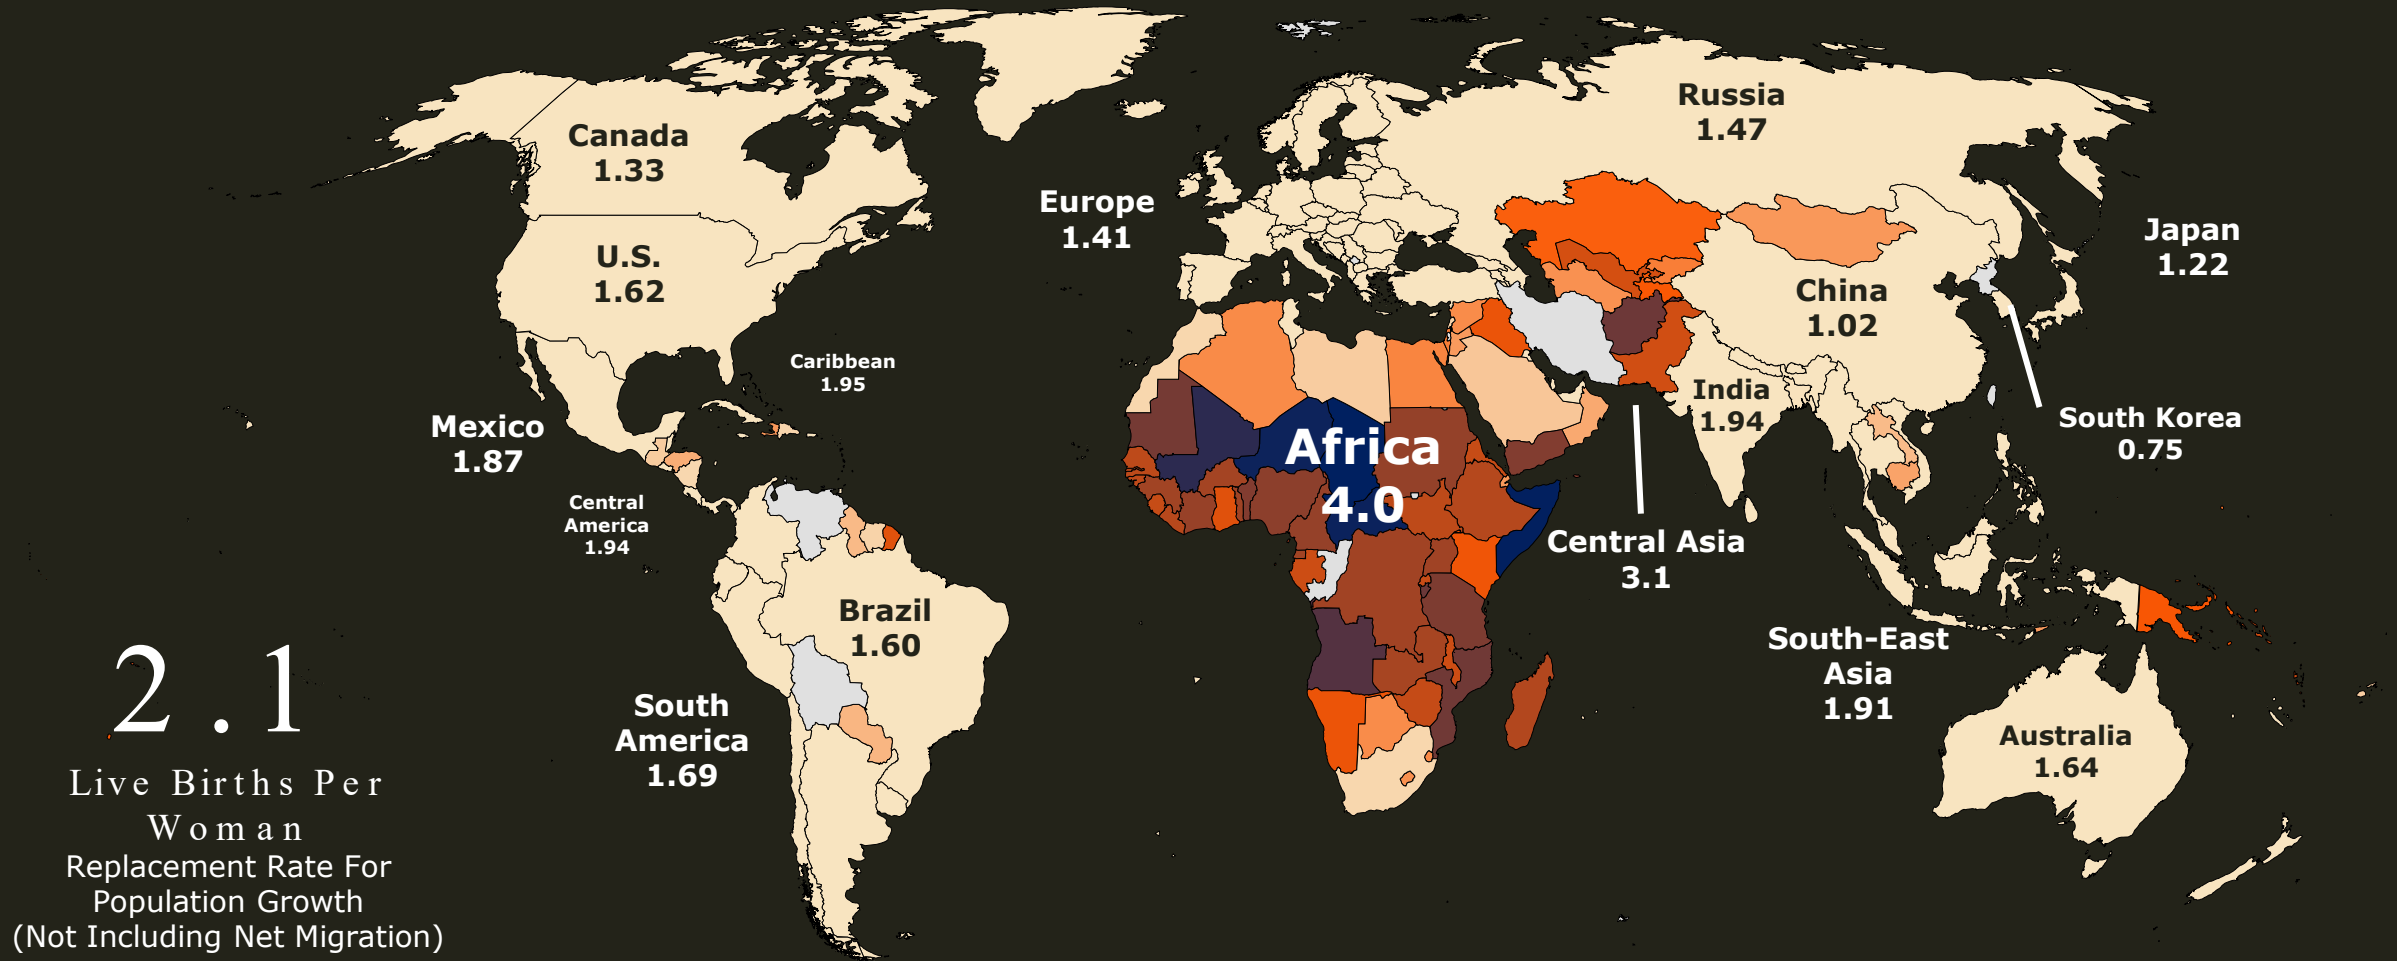 Canada
1.33
U.S.
1.62
Mexico
1.87
Caribbean
1.95
Central
America
1.94
Brazil
1.60
South
America
1.69
Europe
1.41
Africa
4.0
Russia
1.47
China
1.02
India
1.94
Japan
1.22
South Korea
0.75
Central Asia
3.1
South-East
Asia
1.91
Australia
1.64
2.1
Live Births Per
Woman
Replacement Rate For
Population Growth
(Not Including Net Migration)